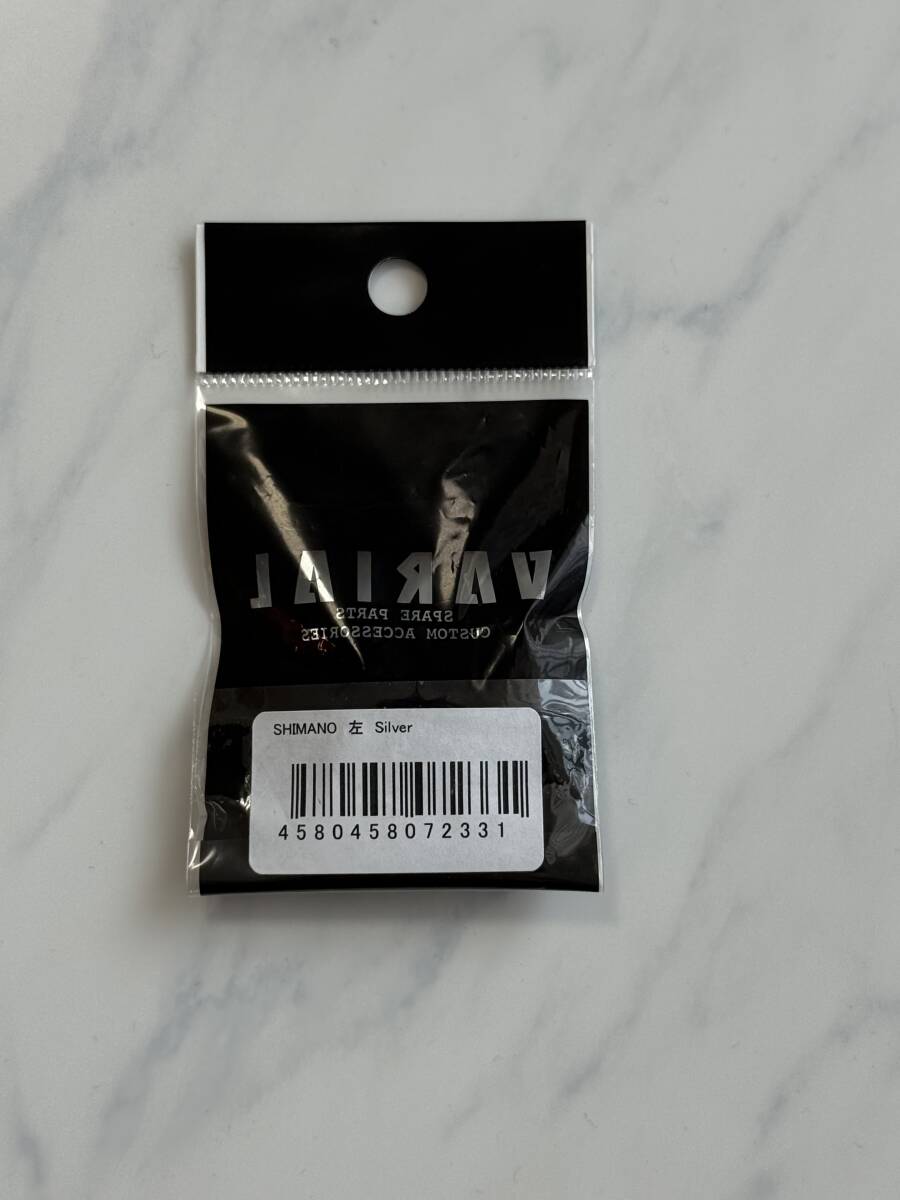 VARIAL
SPARE PARTS
CUSTOM ACCESSORIES
SHIMANO 左 Silver
4580458072331